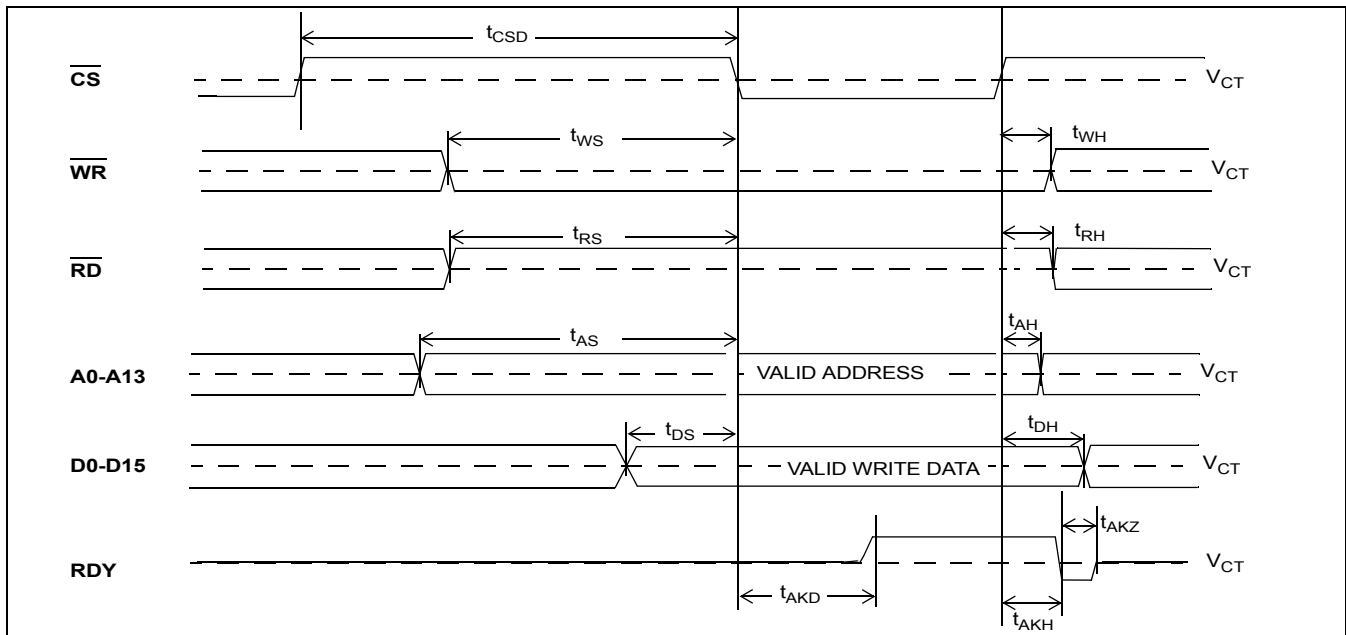 tCSD
CS VCT
tWS tWH
WR VCT
tRS tRH
RD VCT
tAS tAH
A0-A13 VALID ADDRESS VCT
tDS tDH
D0-D15 VALID WRITE DATA VCT
tAKZ
RDY VCT
tAKD tAKH